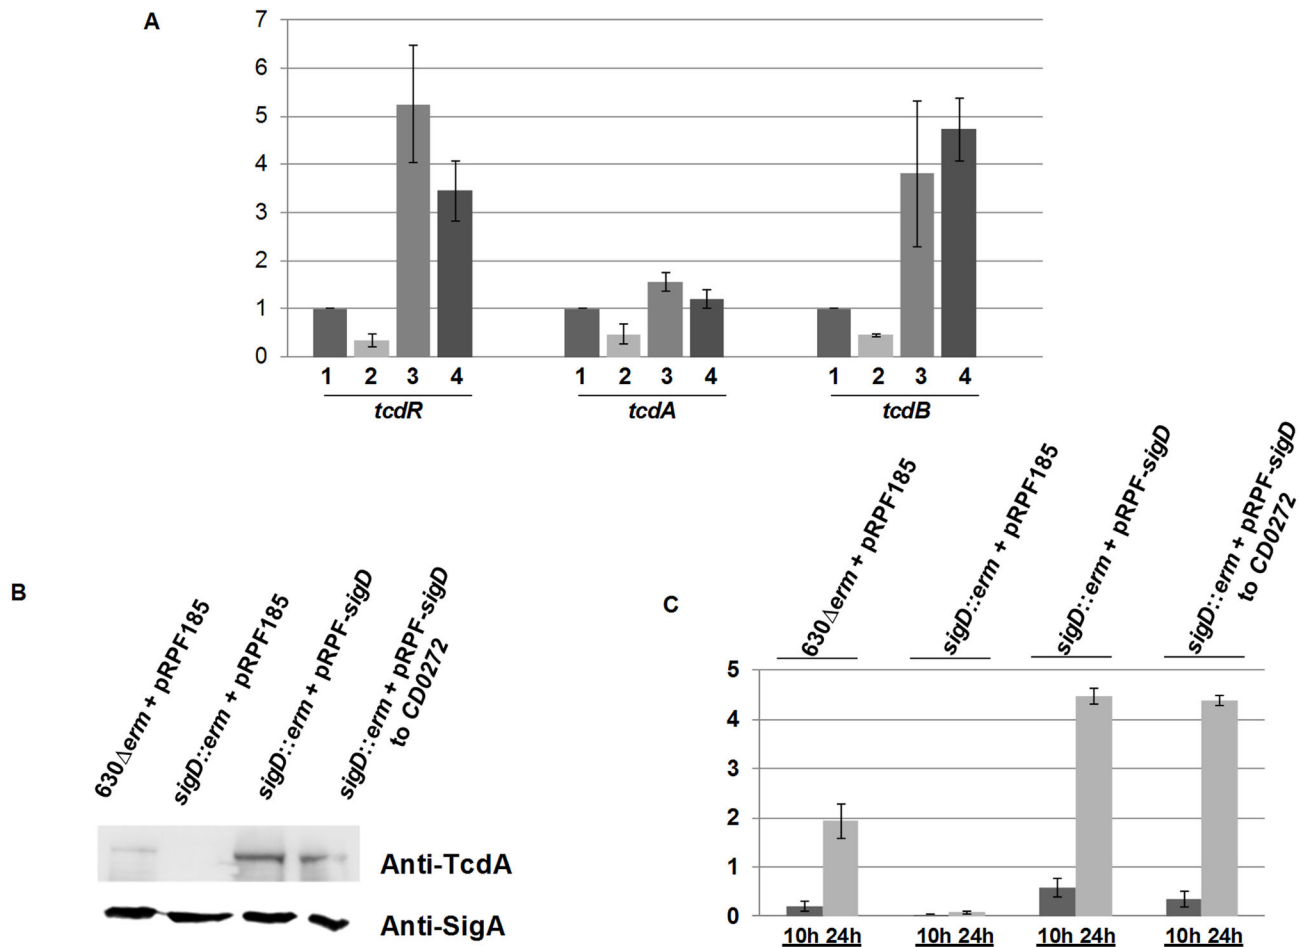 A
7
6
5
4
3
2
1
0
1 2 3 4 1 2 3 4 1 2 3 4
tcdR tcdA tcdB
B
630Δerm + pRPF185
sigD::erm + pRPF185
sigD::erm + pRPF-sigD
sigD::erm + pRPF-sigD
to CD0272
Anti-TcdA
Anti-SigA
C
630Δerm + pRPF185
sigD::erm + pRPF185
sigD::erm + pRPF-sigD
sigD::erm + pRPF-sigD
to CD0272
5
4
3
2
1
0
10h 24h 10h 24h 10h 24h 10h 24h